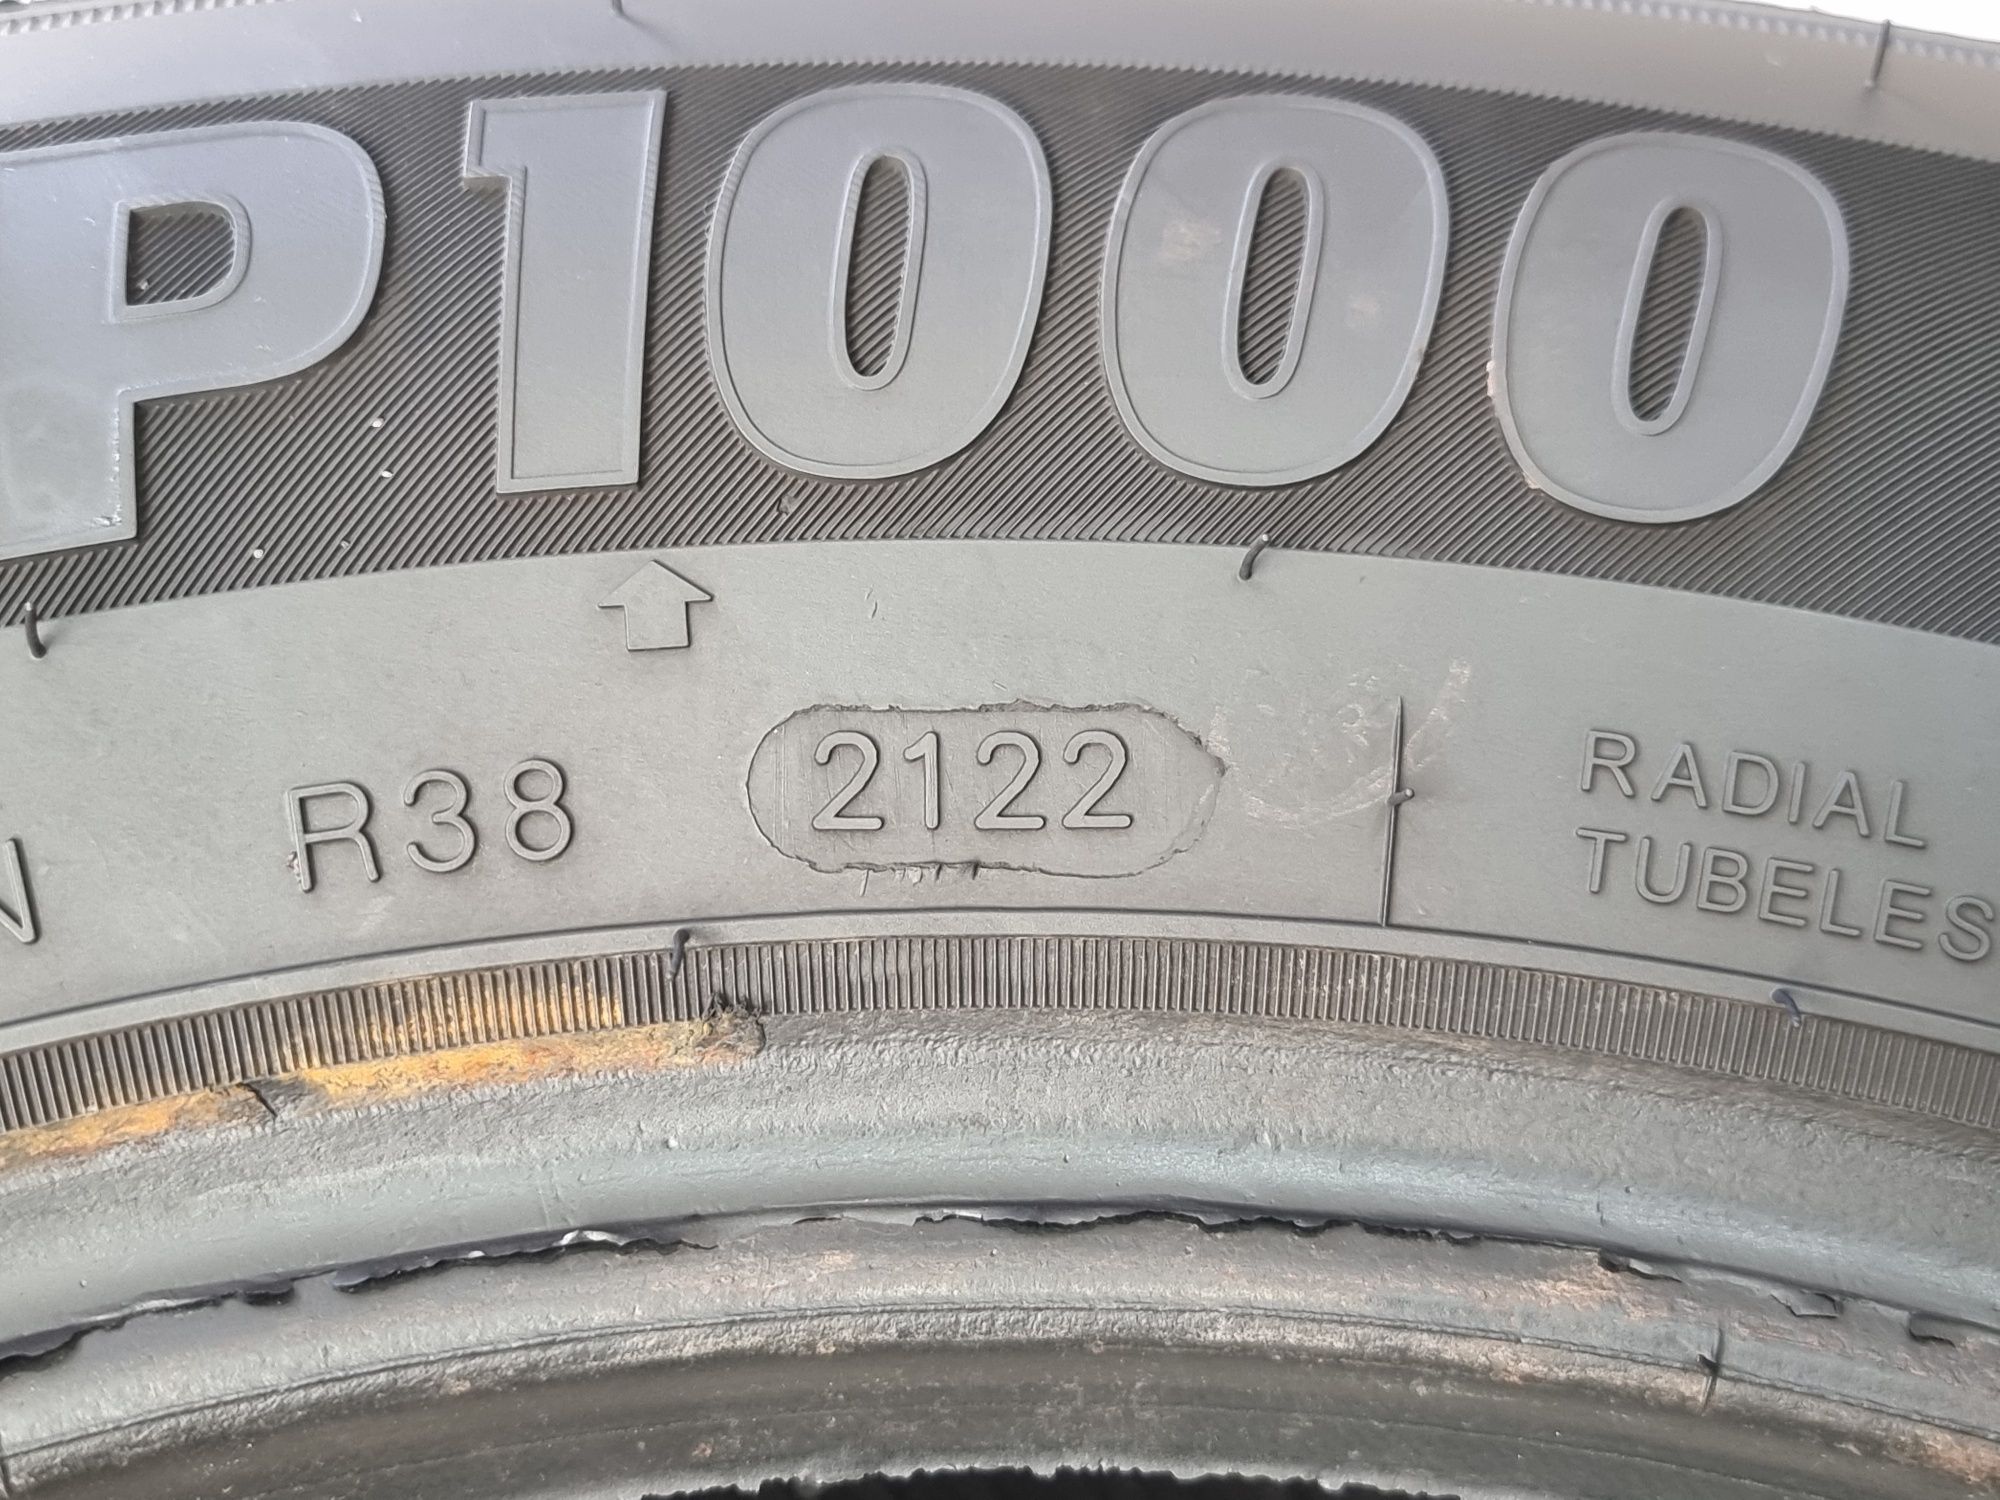 P1000
R38 2122
RADIAL
TUBELES